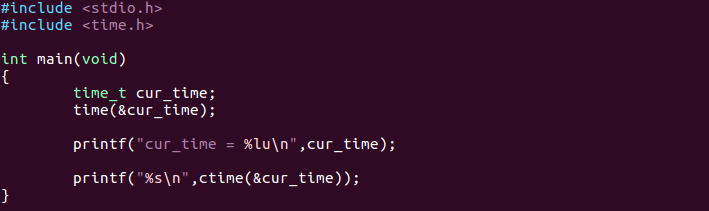 #include <stdio.h>
#include <time.h>

int main(void)
{
        time_t cur_time;
        time(&cur_time);

        printf("cur_time = %lu\n",cur_time);

        printf("%s\n",ctime(&cur_time));
}